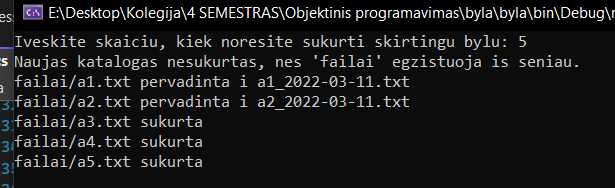 E:\Desktop\Kolegija\4 SEMESTRAS\Objektinis programavimas\byla\byla\bin\Debug\
Iveskite skaiciu, kiek noresite sukurti skirtingu bylu: 5
Naujas katalogas nesukurtas, nes 'failai' egzistuoja is seniau.
failai/a1.txt pervadinta i a1_2022-03-11.txt
failai/a2.txt pervadinta i a2_2022-03-11.txt
failai/a3.txt sukurta
failai/a4.txt sukurta
failai/a5.txt sukurta